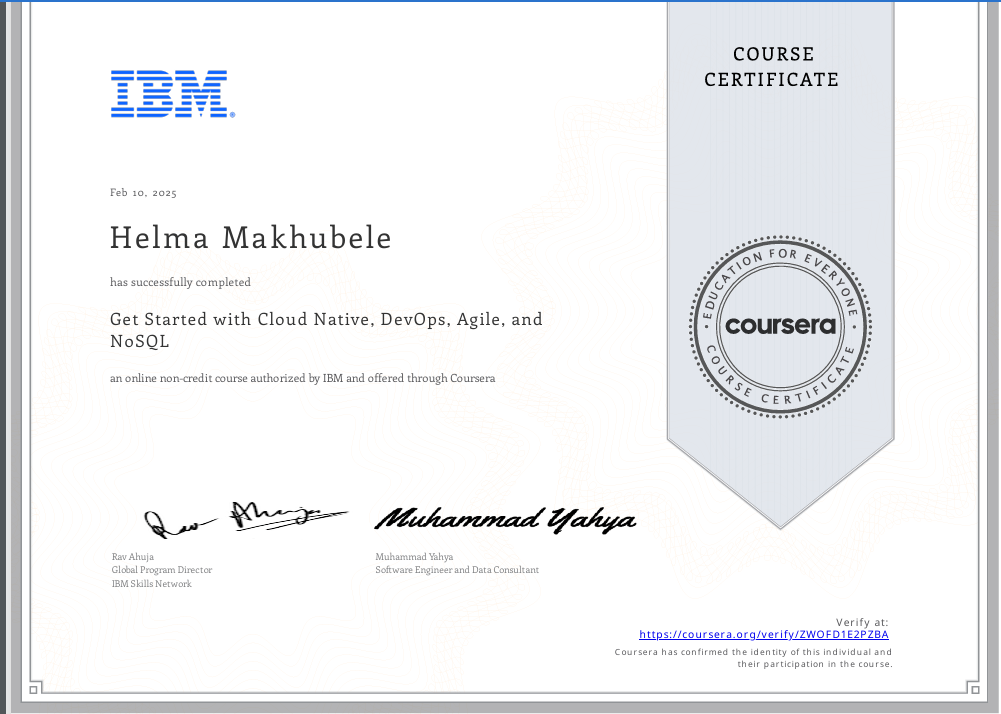 COURSE
CERTIFICATE
IBM®
Feb 10, 2025
Helma Makhubele
has successfully completed
Get Started with Cloud Native, DevOps, Agile, and
NoSQL
an online non-credit course authorized by IBM and offered through Coursera
EDUCATION FOR EVERYONE
coursera
COURSE CERTIFICATE
Rav Ahuja
Muhammad Yahya
Rav Ahuja
Global Program Director
IBM Skills Network
Muhammad Yahya
Software Engineer and Data Consultant
Verify at:
https://coursera.org/verify/ZWOFD1E2PZBA
Coursera has confirmed the identity of this individual and
their participation in the course.